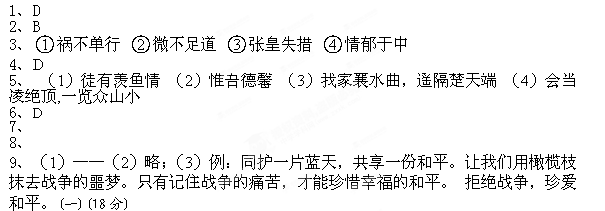 1、D
2、B
3、①祸不单行 ②微不足道 ③张皇失措 ④情郁于中
4、D
5、（1）徒有羡鱼情 （2）惟吾德馨 （3）找家襄水曲，遥隔楚天端 （4）会当
凌绝顶,一览众山小
6、D
7、
8、
9、（1）——（2）略；（3）例：同护一片蓝天，共享一份和平。让我们用橄榄枝
抹去战争的噩梦。只有记住战争的痛苦，才能珍惜幸福的和平。 拒绝战争，珍爱
和平。㈠〔18分〕